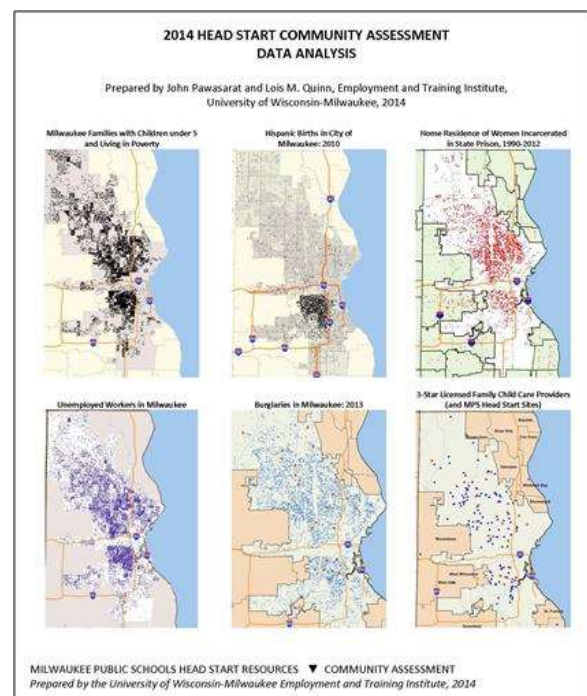 2014 HEAD START COMMUNITY ASSESSMENT
DATA ANALYSIS
Prepared by John Pawasarat and Lois M. Quinn, Employment and Training Institute,
University of Wisconsin-Milwaukee, 2014
Milwaukee Families with Children under 5
and Living in Poverty
Hispanic Births in City of
Milwaukee: 2010
Home Residence of Women Incarcerated
in State Prison, 1990-2012
Unemployed Workers in Milwaukee
Burglaries in Milwaukee: 2013
3-Star Licensed Family Child Care Providers
(and MPS Head Start Sites)
MILWAUKEE PUBLIC SCHOOLS HEAD START RESOURCES ▼ COMMUNITY ASSESSMENT
Prepared by the University of Wisconsin-Milwaukee Employment and Training Institute, 2014